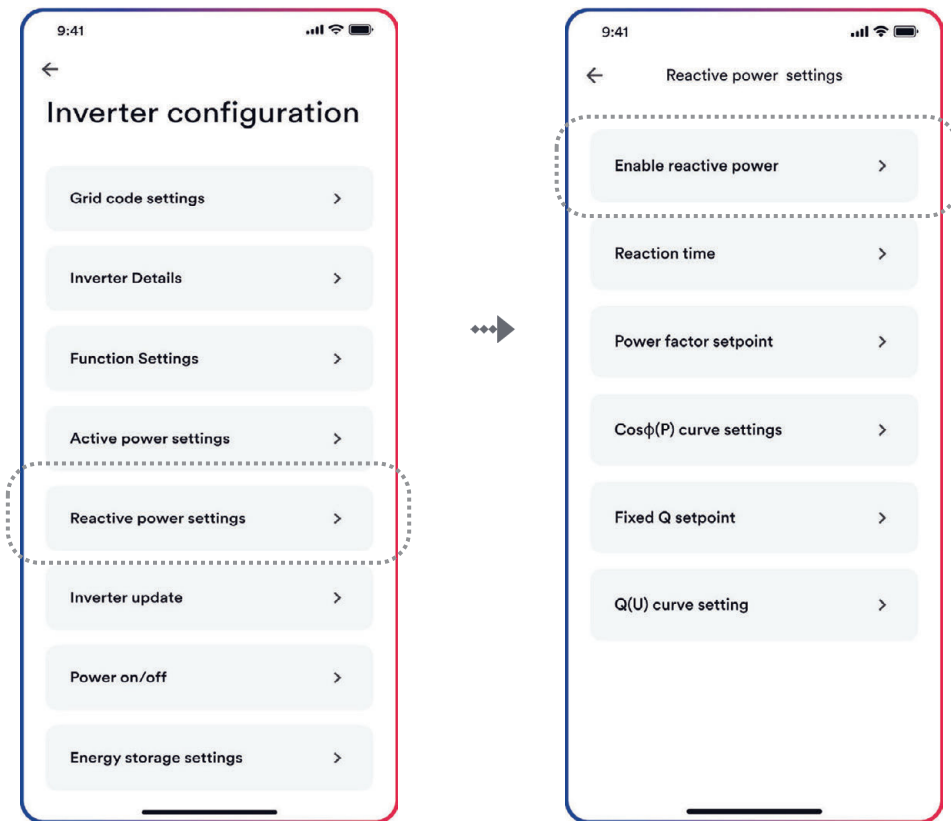 9:41
Inverter configuration
Grid code settings
Inverter Details
Function Settings
Active power settings
Reactive power settings
Inverter update
Power on/off
Energy storage settings
9:41
Reactive power settings
Enable reactive power
Reaction time
Power factor setpoint
Cosϕ(P) curve settings
Fixed Q setpoint
Q(U) curve setting